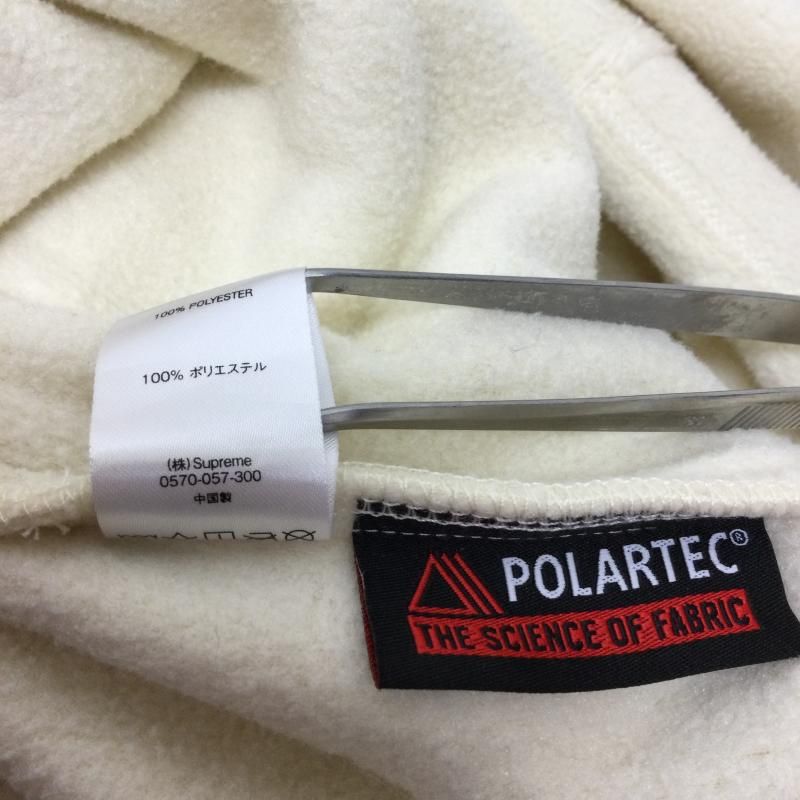 100% POLYESTER
100% ポリエステル
(株)Supreme
0570-057-300
中国製
POLARTEC®
THE SCIENCE OF FABRIC